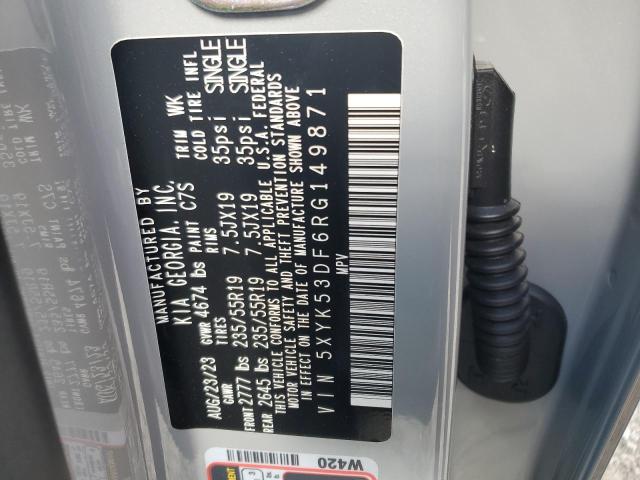 MANUFACTURED BY
KIA GEORGIA, INC.
AUG/23/23 GVWR 4674 lbs PAINT C7S TRIM WK
GAWR TIRES RIMS COLD TIRE INFL
FRONT 2777 lbs 235/55R19 7.5JX19 35psi SINGLE
REAR 2645 lbs 235/55R19 7.5JX19 35psi SINGLE
THIS VEHICLE CONFORMS TO ALL APPLICABLE U.S.A. FEDERAL
MOTOR VEHICLE SAFETY AND THEFT PREVENTION STANDARDS
IN EFFECT ON THE DATE OF MANUFACTURE SHOWN ABOVE
VIN 5XYK53DF6RG149871
MPV
W420